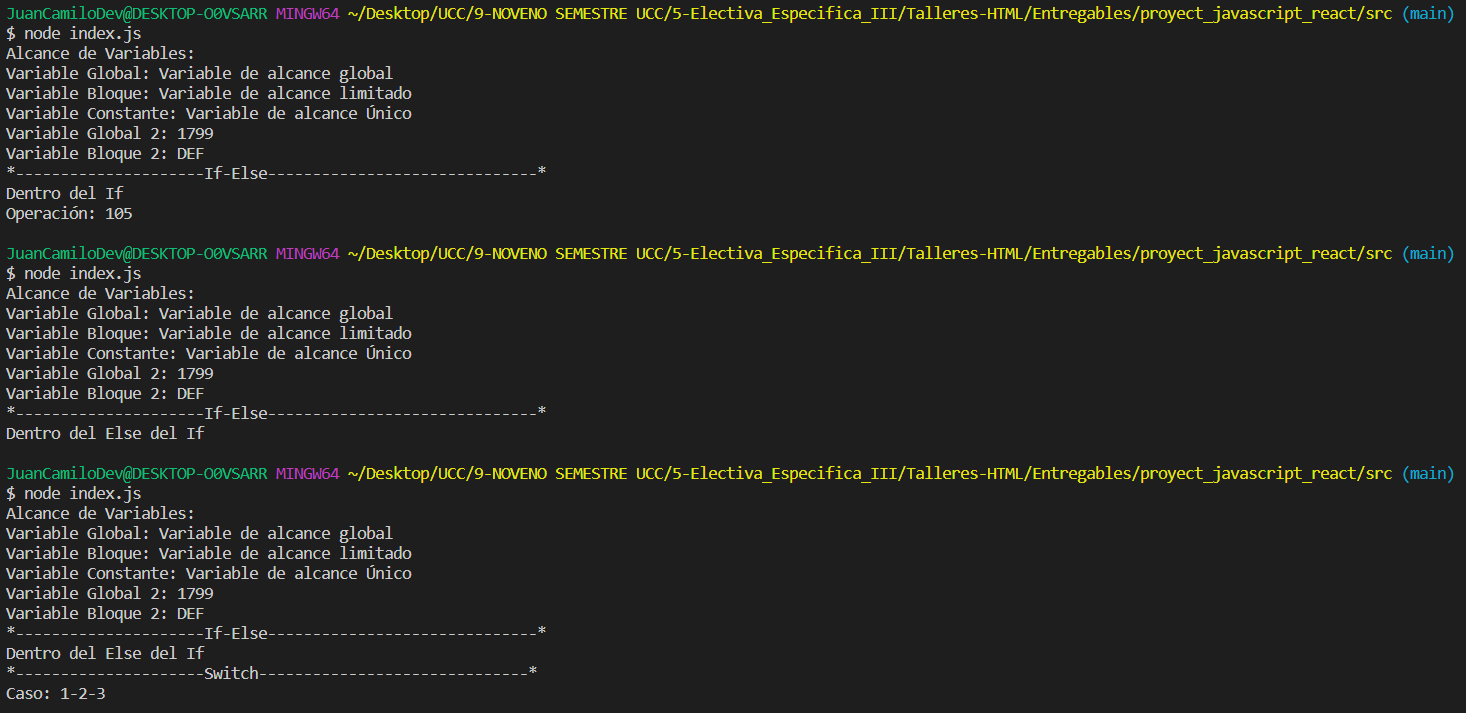 JuanCamiloDev@DESKTOP-O0VSARR MINGW64 ~/Desktop/UCC/9-NOVENO SEMESTRE UCC/5-Electiva_Especifica_III/Talleres-HTML/Entregables/proyect_javascript_react/src (main)
$ node index.js
Alcance de Variables:
Variable Global: Variable de alcance global
Variable Bloque: Variable de alcance limitado
Variable Constante: Variable de alcance Único
Variable Global 2: 1799
Variable Bloque 2: DEF
*---------------------If-Else------------------------------*
Dentro del If
Operación: 105
JuanCamiloDev@DESKTOP-O0VSARR MINGW64 ~/Desktop/UCC/9-NOVENO SEMESTRE UCC/5-Electiva_Especifica_III/Talleres-HTML/Entregables/proyect_javascript_react/src (main)
$ node index.js
Alcance de Variables:
Variable Global: Variable de alcance global
Variable Bloque: Variable de alcance limitado
Variable Constante: Variable de alcance Único
Variable Global 2: 1799
Variable Bloque 2: DEF
*---------------------If-Else------------------------------*
Dentro del Else del If
JuanCamiloDev@DESKTOP-O0VSARR MINGW64 ~/Desktop/UCC/9-NOVENO SEMESTRE UCC/5-Electiva_Especifica_III/Talleres-HTML/Entregables/proyect_javascript_react/src (main)
$ node index.js
Alcance de Variables:
Variable Global: Variable de alcance global
Variable Bloque: Variable de alcance limitado
Variable Constante: Variable de alcance Único
Variable Global 2: 1799
Variable Bloque 2: DEF
*---------------------If-Else------------------------------*
Dentro del Else del If
*---------------------Switch------------------------------*
Caso: 1-2-3